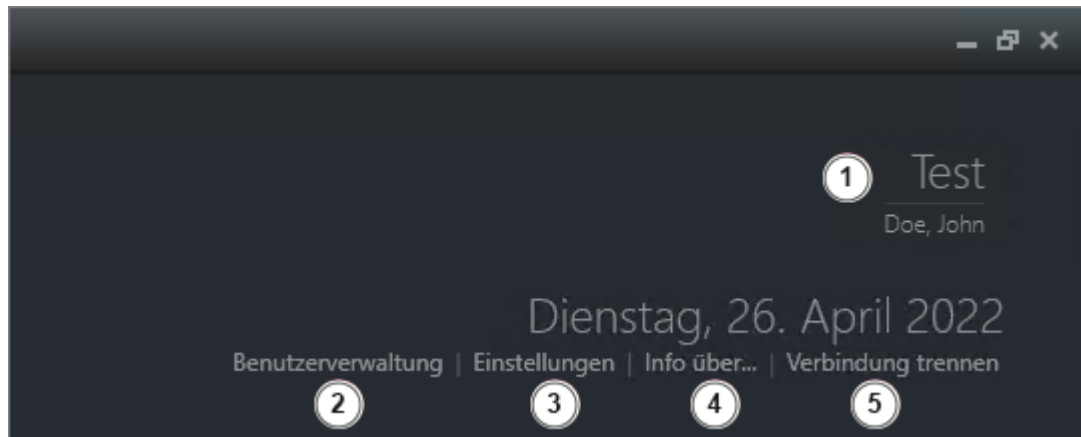 1 Test
Doe, John
Dienstag, 26. April 2022
Benutzerverwaltung | Einstellungen | Info über... | Verbindung trennen
2 3 4 5